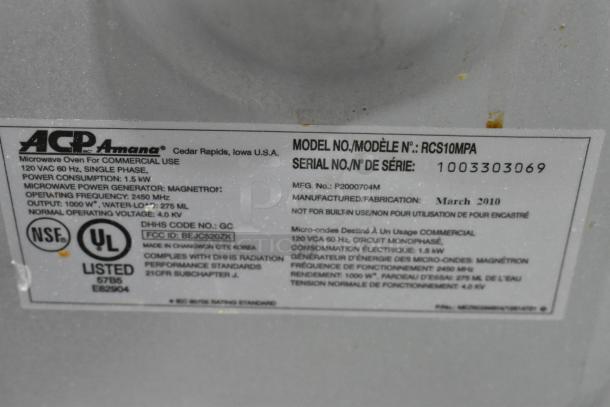 ACP INC. Amana® Cedar Rapids, Iowa U.S.A.
Microwave Oven For COMMERCIAL USE
120 VAC 60 Hz, SINGLE PHASE,
POWER CONSUMPTION: 1.5 kW
MICROWAVE POWER GENERATOR: MAGNETRON
OPERATING FREQUENCY: 2450 MHz
OUTPUT: 1000 W*, WATER-LOAD: 275 ML
NORMAL OPERATING VOLTAGE: 4.0 KV
DHHS CODE NO.: GC
FCC ID: BEJC520ZK
MADE IN CHANGWON CITY, KOREA
COMPLIES WITH DHHS RADIATION
PERFORMANCE STANDARDS
21CFR SUBCHAPTER J.
NSF®
UL ®
LISTED
57B5
E82904
* IEC 60705 RATING STANDARD
MODEL NO./MODÈLE N°.: RCS10MPA
SERIAL NO./N° DE SÉRIE: 1003303069
MFG. No.: P2000704M
MANUFACTURED/FABRICATION: March 2010
NOT FOR BUILT-IN USE/NON POUR UTILISATION DE FOUR ENCASTRÉ
Micro-ondes Destiné À Un Usage COMMERCIAL
120 VCA 60 Hz, CIRCUIT MONOPHASÉ,
CONSOMMATION ÉLECTRIQUE: 1.5 kW
GÉNÉRATEUR D'ÉNERGIE DES MICRO-ONDES: MAGNÉTRON
FRÉQUENCE DE FONCTIONNEMENT: 2450 MHz
RENDEMENT: 1000 W*, FARDEAU D'ESSAI: 275 ML DE L'EAU
TENSION NORMALE DE FONCTIONNEMENT: 4.0 KV
P/No.: